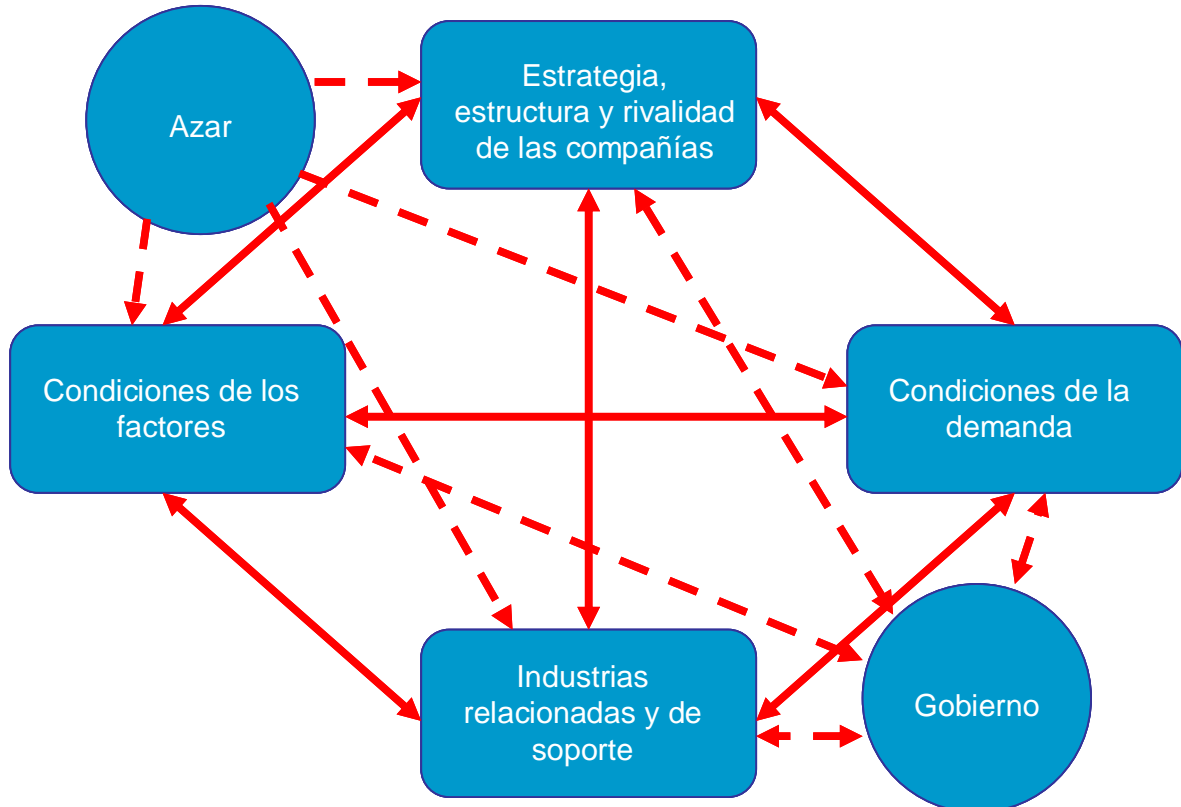 Estrategia,
estructura y rivalidad
de las compañías
Azar
Condiciones de los
factores
Condiciones de la
demanda
Industrias
relacionadas y de
soporte
Gobierno